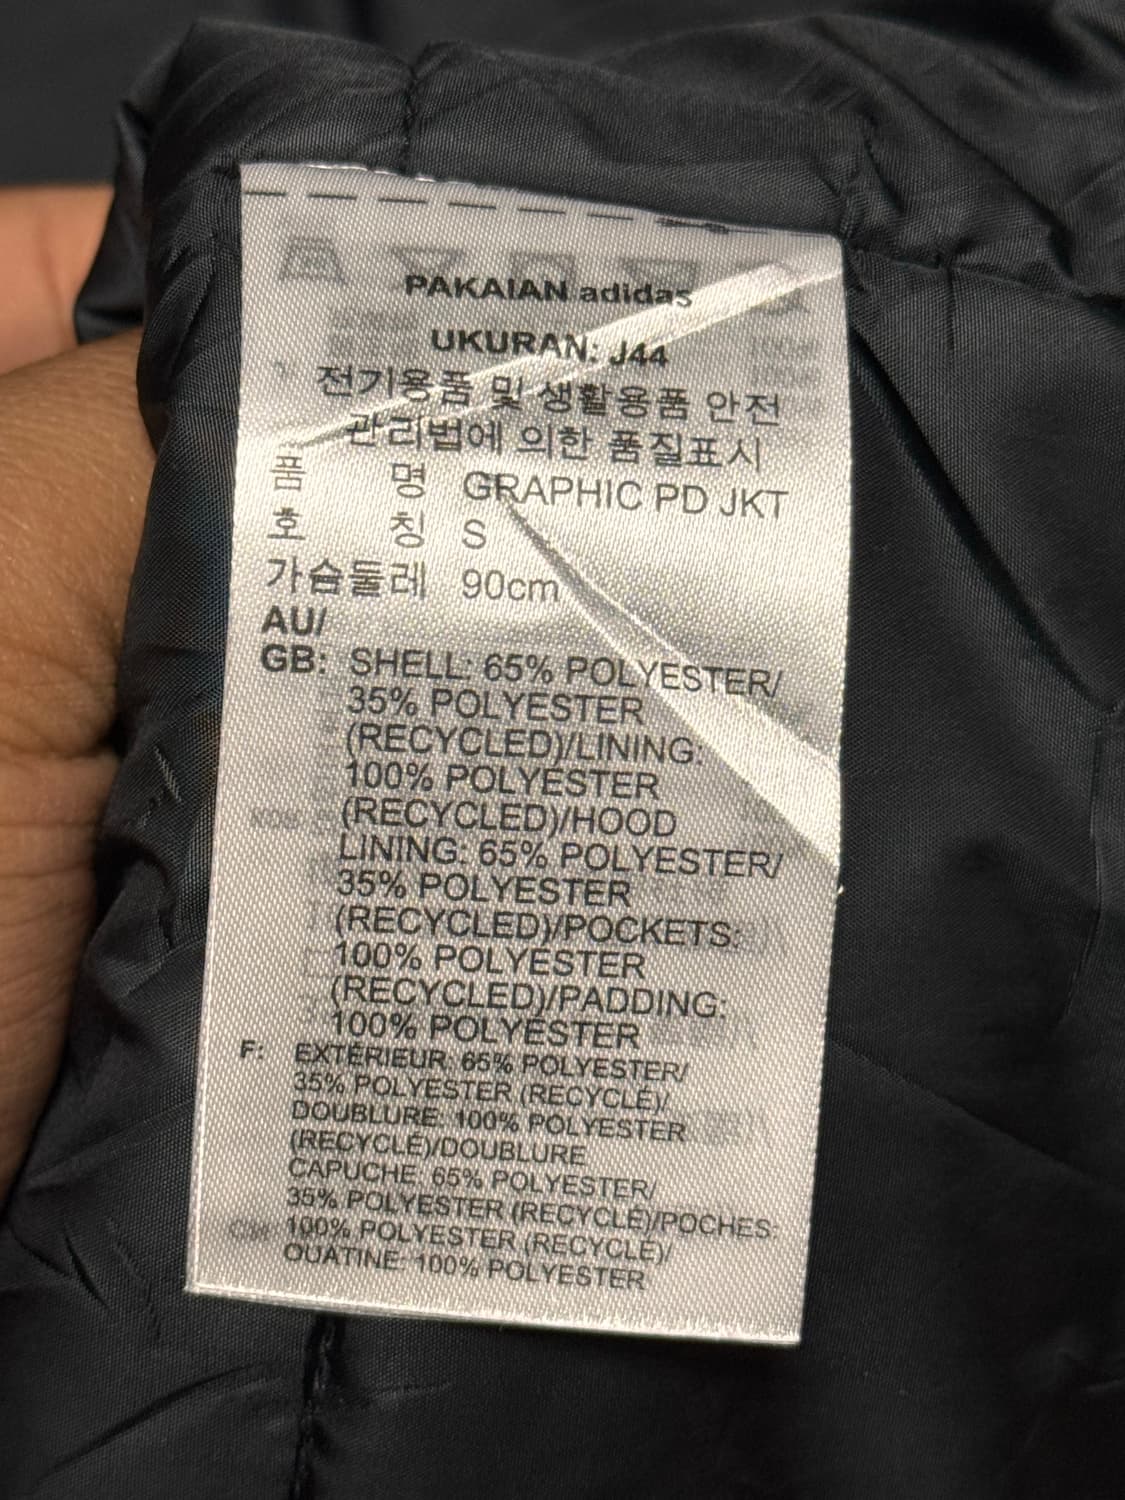 PAKAIAN adidas
UKURAN: J44
전기용품 및 생활용품 안전
관리법에 의한 품질표시
품 명 GRAPHIC PD JKT
호 칭 S
가슴둘레 90cm
AU/
GB: SHELL: 65% POLYESTER/
35% POLYESTER
(RECYCLED)/LINING:
100% POLYESTER
(RECYCLED)/HOOD
LINING: 65% POLYESTER/
35% POLYESTER
(RECYCLED)/POCKETS:
100% POLYESTER
(RECYCLED)/PADDING:
100% POLYESTER
F: EXTÉRIEUR: 65% POLYESTER/
35% POLYESTER (RECYCLÉ)/
DOUBLURE: 100% POLYESTER
(RECYCLÉ)/DOUBLURE
CAPUCHE: 65% POLYESTER/
35% POLYESTER (RECYCLÉ)/POCHES:
100% POLYESTER (RECYCLÉ)/
OUATINE: 100% POLYESTER